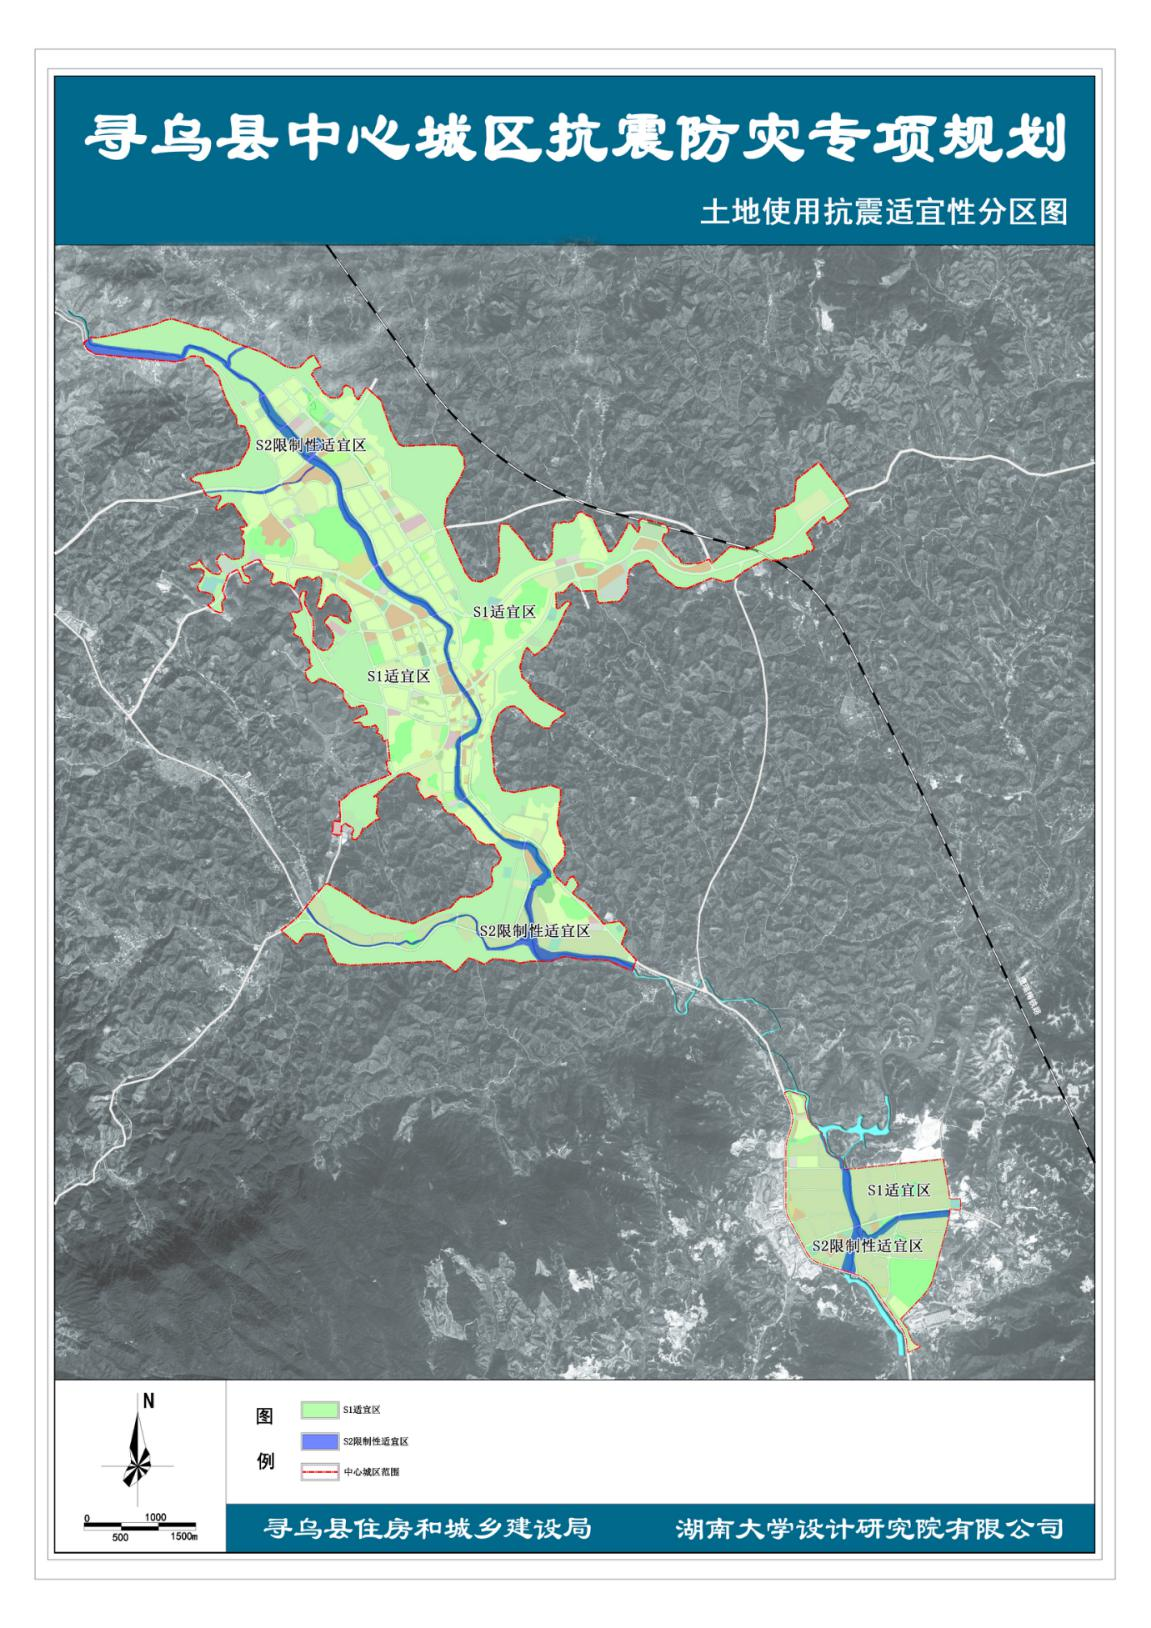 寻乌县中心城区抗震防灾专项规划
土地使用抗震适宜性分区图
S2限制性适宜区
S1适宜区
S1适宜区
S2限制性适宜区
S1适宜区
S2限制性适宜区
N
0 1000
500 1500m
图例
S1适宜区
S2限制性适宜区
中心城区范围
寻乌县住房和城乡建设局
湖南大学设计研究院有限公司